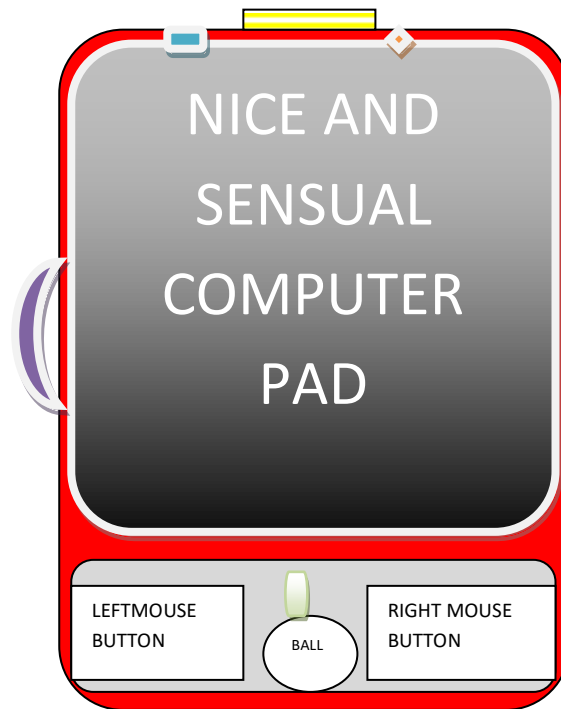 NICE AND
SENSUAL
COMPUTER
PAD
LEFTMOUSE
BUTTON
BALL
RIGHT MOUSE
BUTTON